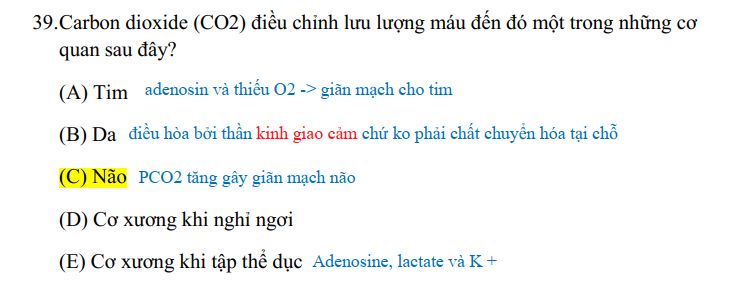 39.Carbon dioxide (CO2) điều chỉnh lưu lượng máu đến đó một trong những cơ
quan sau đây?
(A) Tim adenosin và thiếu O2 -> giãn mạch cho tim
(B) Da điều hòa bởi thần kinh giao cảm chứ ko phải chất chuyển hóa tại chỗ
(C) Não PCO2 tăng gây giãn mạch não
(D) Cơ xương khi nghỉ ngơi
(E) Cơ xương khi tập thể dục Adenosine, lactate và K +